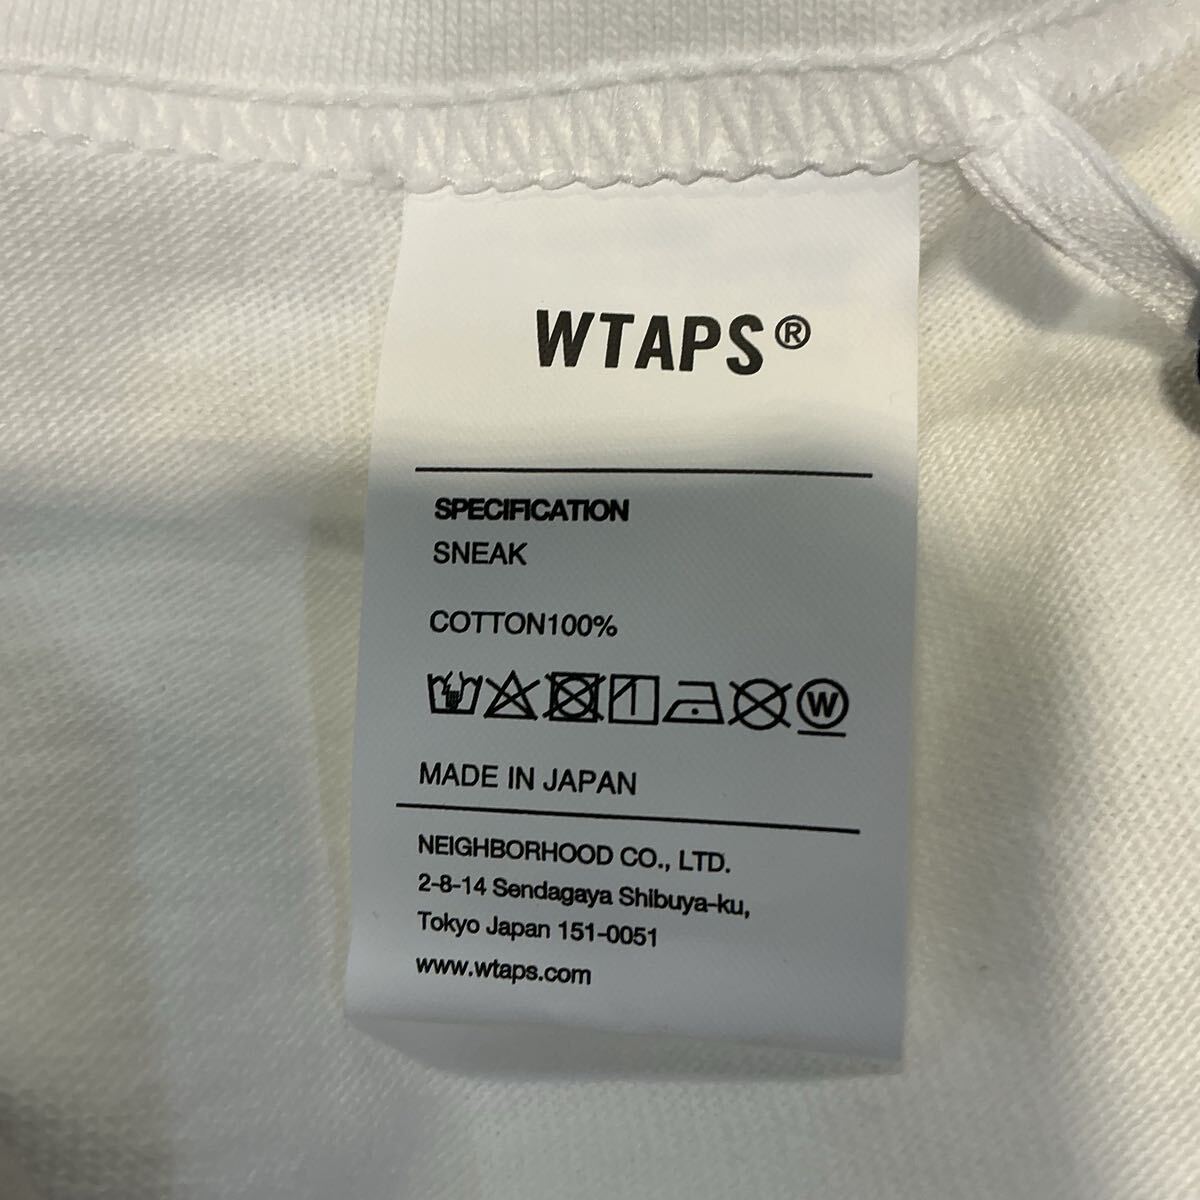 WTAPS®
SPECIFICATION
SNEAK
COTTON100%
W
MADE IN JAPAN
NEIGHBORHOOD CO., LTD.
2-8-14 Sendagaya Shibuya-ku,
Tokyo Japan 151-0051
www.wtaps.com